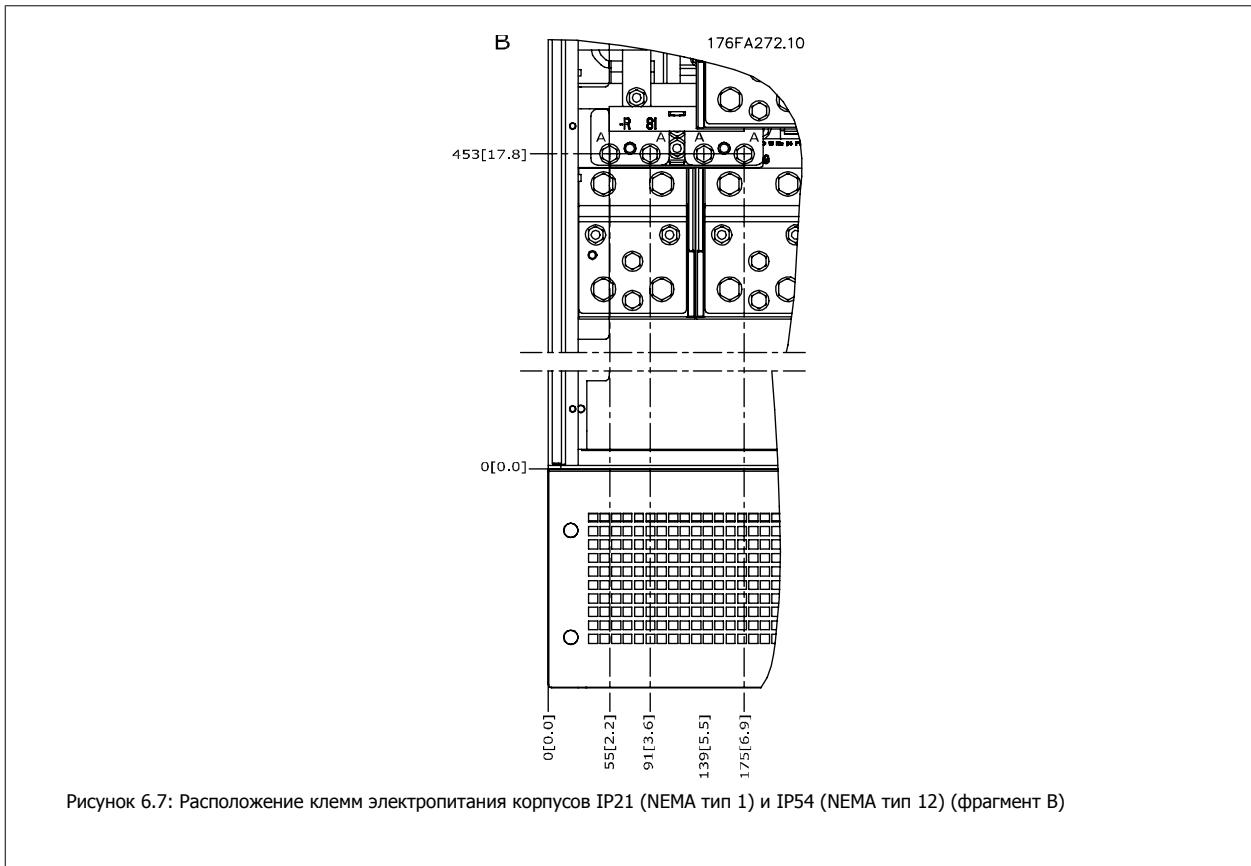 B
176FA272.10
-R 81
A A A A
453[17.8]
0[0.0]
0[0.0]
55[2.2]
91[3.6]
139[5.5]
175[6.9]
Рисунок 6.7: Расположение клемм электропитания корпусов IP21 (NEMA тип 1) и IP54 (NEMA тип 12) (фрагмент B)